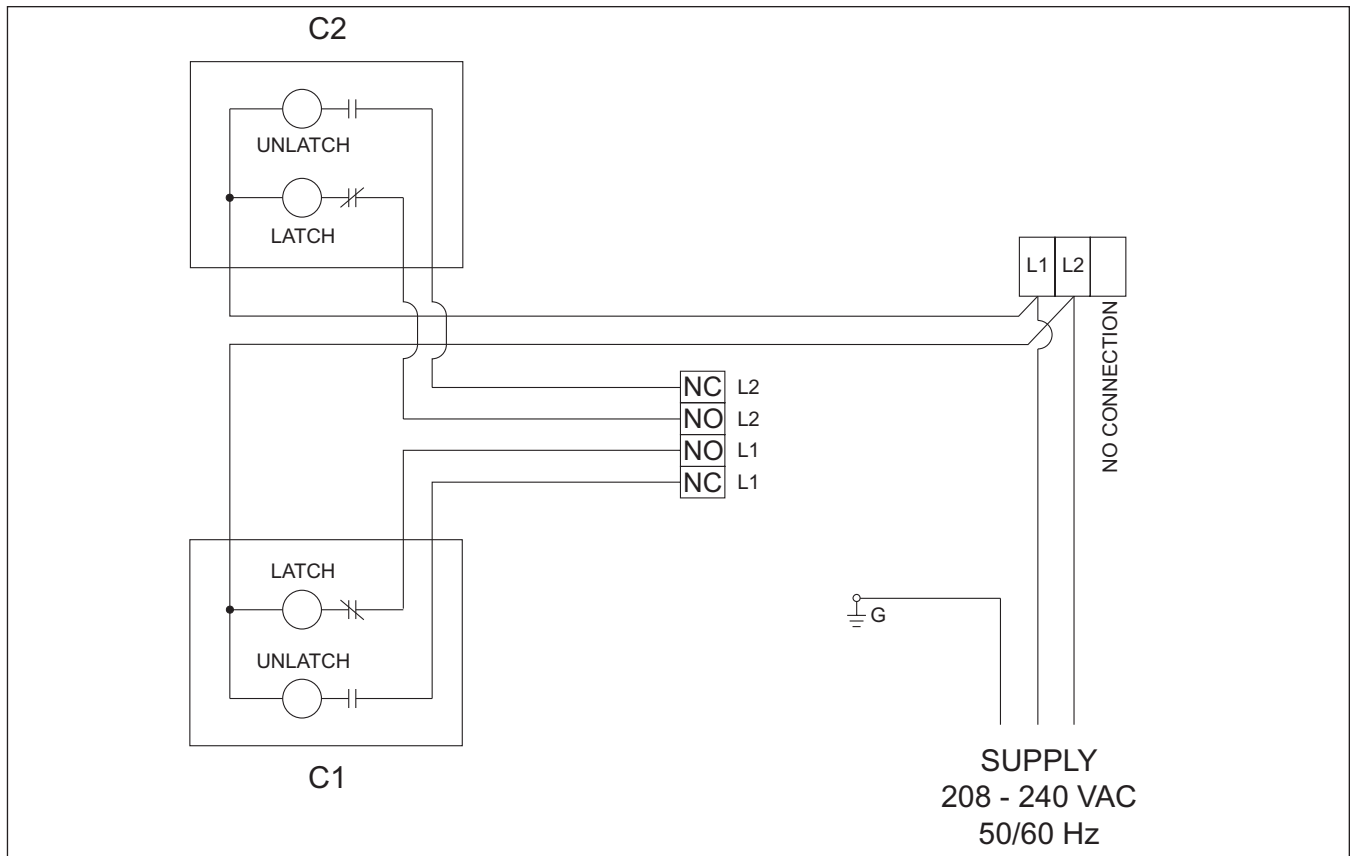 C2
UNLATCH
LATCH
L1 L2
NO CONNECTION
NC L2
NO L2
NO L1
NC L1
LATCH
G
UNLATCH
C1
SUPPLY
208 - 240 VAC
50/60 Hz